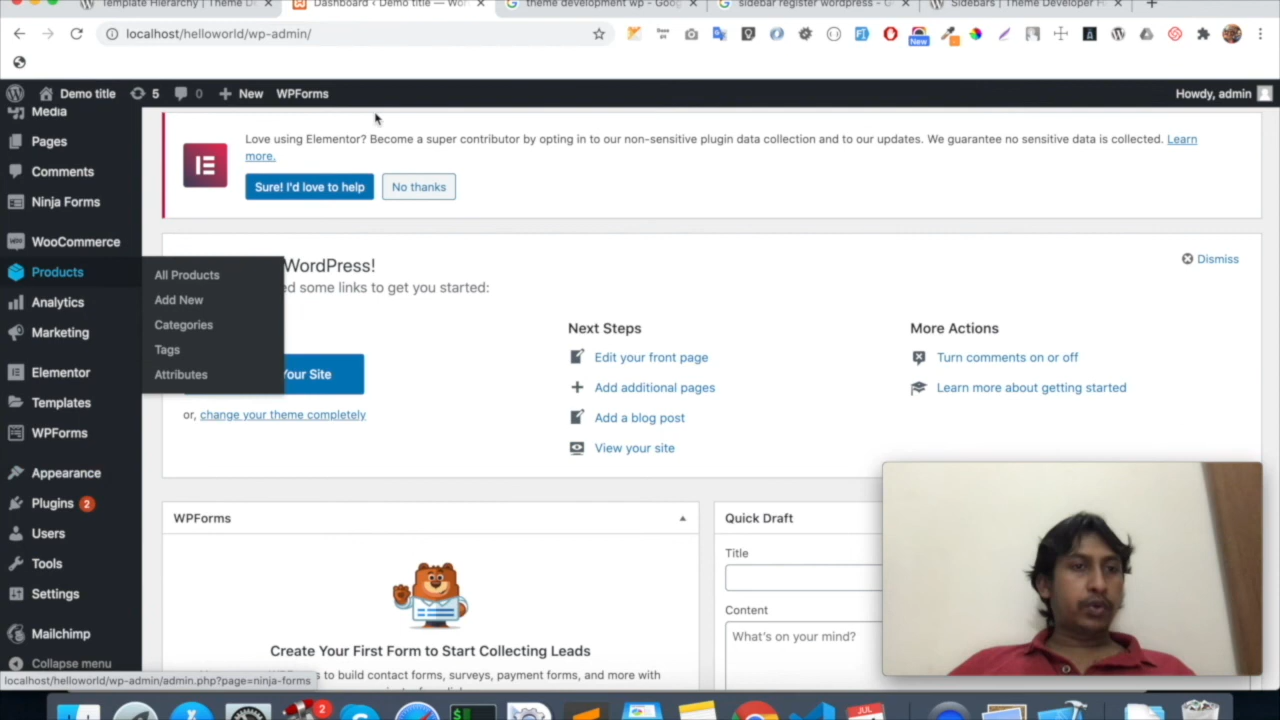 Template Hierarchy | Theme D
Dashboard ‹ Demo title — Wor
theme development wp - Goog
sidebar register wordpress - G
Sidebars | Theme Developer H
localhost/helloworld/wp-admin/
New
Demo title
5
0
New
WPForms
Howdy, admin
Media
Pages
Comments
Ninja Forms
WooCommerce
Products
Analytics
Marketing
Elementor
Templates
WPForms
Appearance
Plugins 2
Users
Tools
Settings
Mailchimp
Collapse menu
All Products
Add New
Categories
Tags
Attributes
Love using Elementor? Become a super contributor by opting in to our non-sensitive plugin data collection and to our updates. We guarantee no sensitive data is collected. Learn
more.
Sure! I'd love to help
No thanks
WordPress!
Dismiss
ed some links to get you started:
Next Steps
More Actions
Edit your front page
Turn comments on or off
Your Site
Add additional pages
Learn more about getting started
or, change your theme completely
Add a blog post
View your site
WPForms
Quick Draft
Title
Content
What's on your mind?
Create Your First Form to Start Collecting Leads
to build contact forms, surveys, payment forms, and more with
localhost/helloworld/wp-admin/admin.php?page=ninja-forms
2
JUL